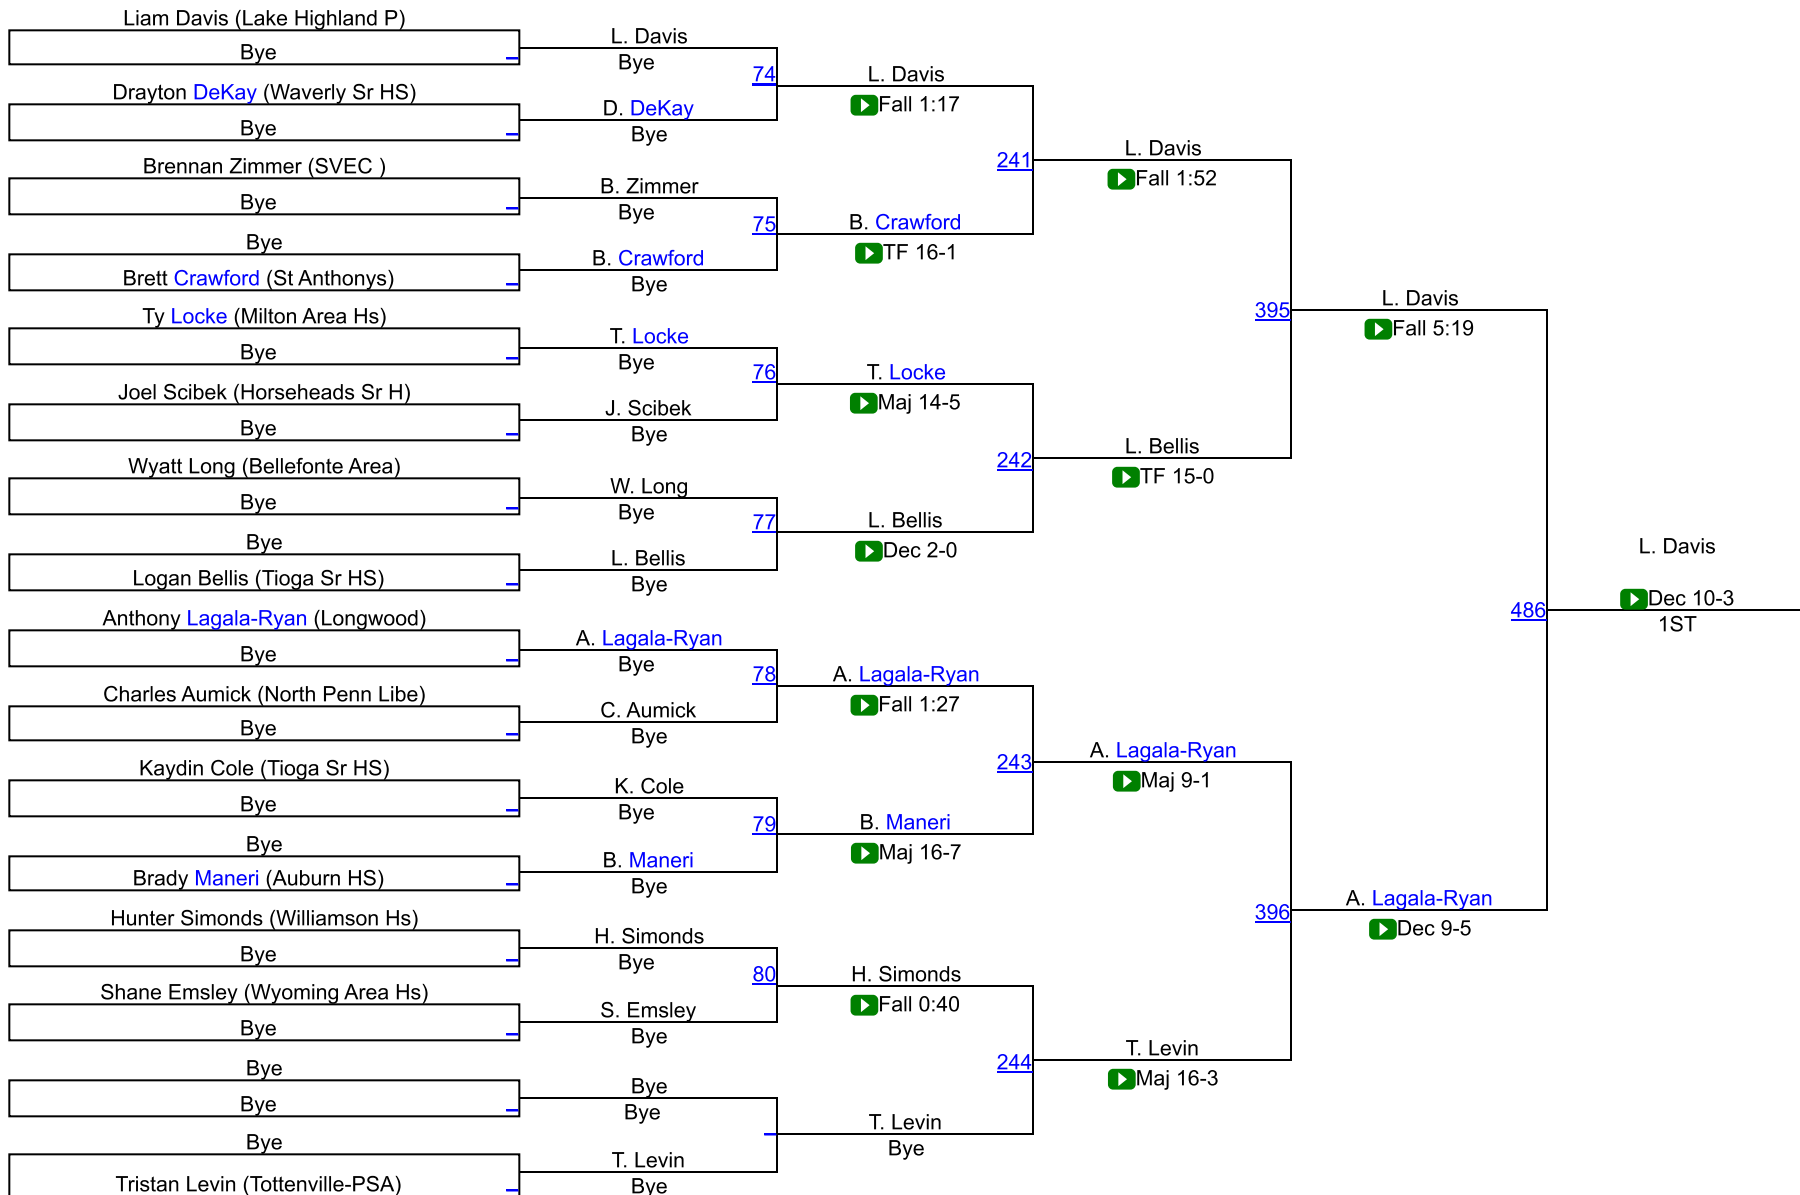 Liam Davis (Lake Highland P)
Bye
Drayton DeKay (Waverly Sr HS)
Bye
Brennan Zimmer (SVEC )
Bye
Bye
Brett Crawford (St Anthonys)
Ty Locke (Milton Area Hs)
Bye
Joel Scibek (Horseheads Sr H)
Bye
Wyatt Long (Bellefonte Area)
Bye
Bye
Logan Bellis (Tioga Sr HS)
Anthony Lagala-Ryan (Longwood)
Bye
Charles Aumick (North Penn Libe)
Bye
Kaydin Cole (Tioga Sr HS)
Bye
Bye
Brady Maneri (Auburn HS)
Hunter Simonds (Williamson Hs)
Bye
Shane Emsley (Wyoming Area Hs)
Bye
Bye
Bye
Bye
Tristan Levin (Tottenville-PSA)
L. Davis
Bye
74
D. DeKay
Bye
B. Zimmer
Bye
75
B. Crawford
Bye
T. Locke
Bye
76
J. Scibek
Bye
W. Long
Bye
77
L. Bellis
Bye
A. Lagala-Ryan
Bye
78
C. Aumick
Bye
K. Cole
Bye
79
B. Maneri
Bye
H. Simonds
Bye
80
S. Emsley
Bye
Bye
Bye
T. Levin
Bye
L. Davis
Fall 1:17
241
B. Crawford
TF 16-1
T. Locke
Maj 14-5
242
L. Bellis
Dec 2-0
A. Lagala-Ryan
Fall 1:27
243
B. Maneri
Maj 16-7
H. Simonds
Fall 0:40
244
T. Levin
Bye
L. Davis
Fall 1:52
395
L. Bellis
TF 15-0
A. Lagala-Ryan
Maj 9-1
396
T. Levin
Maj 16-3
L. Davis
Fall 5:19
486
A. Lagala-Ryan
Dec 9-5
L. Davis
Dec 10-3
1ST